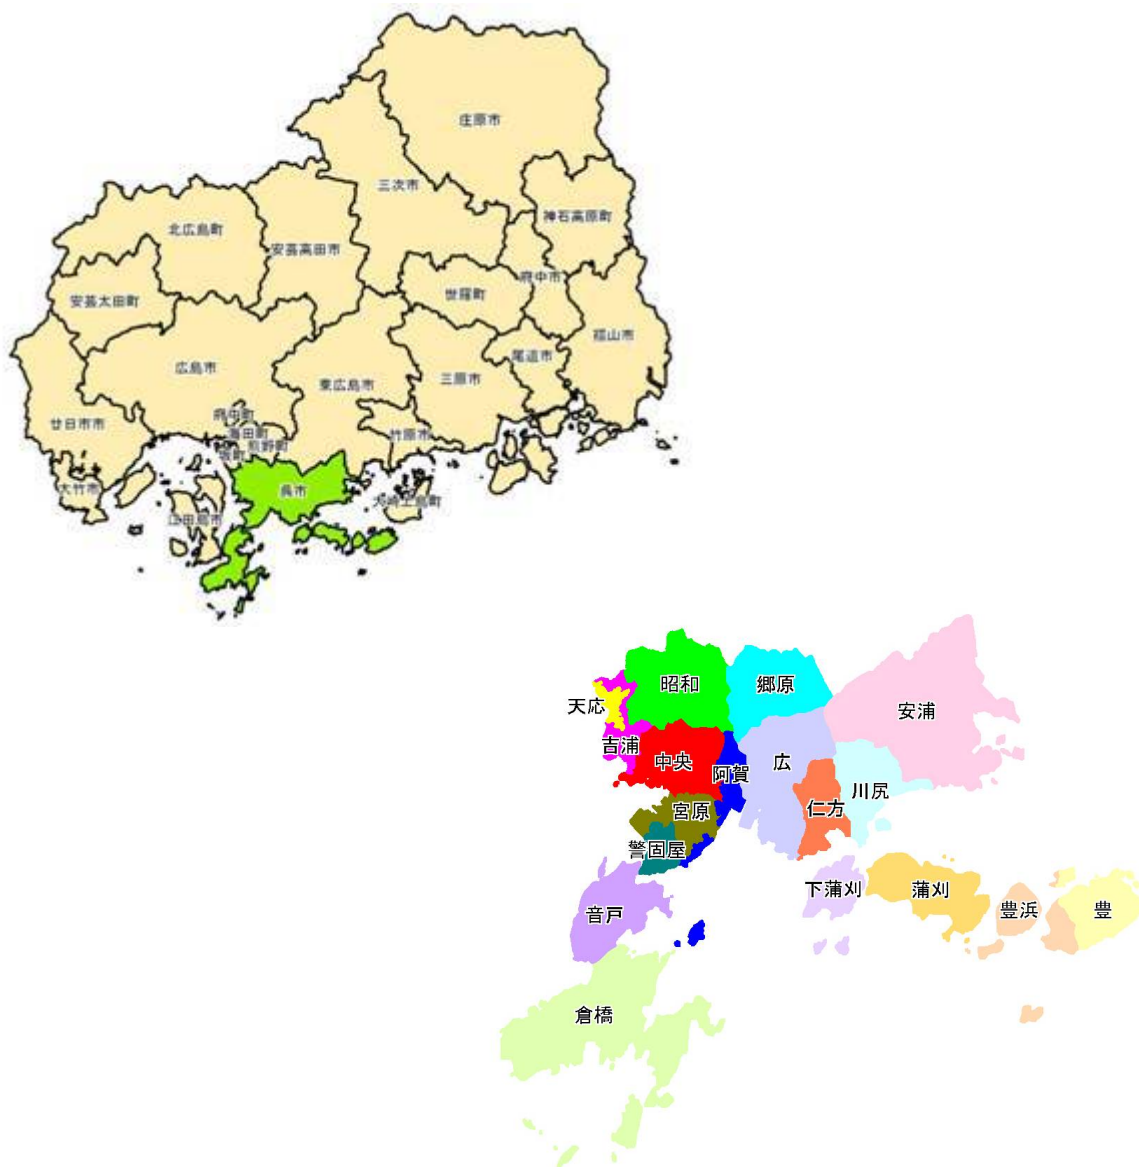 庄原市
三次市
神石高原町
北広島町
安芸高田市
府中市
世羅町
安芸太田町
福山市
尾道市
広島市
三原市
東広島市
府中町
廿日市市
海田町
竹原市
熊野町
坂町
大竹市
呉市
大崎上島町
江田島市
昭和
郷原
天応
安浦
吉浦
中央
広
阿賀
川尻
宮原
仁方
警固屋
下蒲刈
蒲刈
豊浜
豊
音戸
倉橋